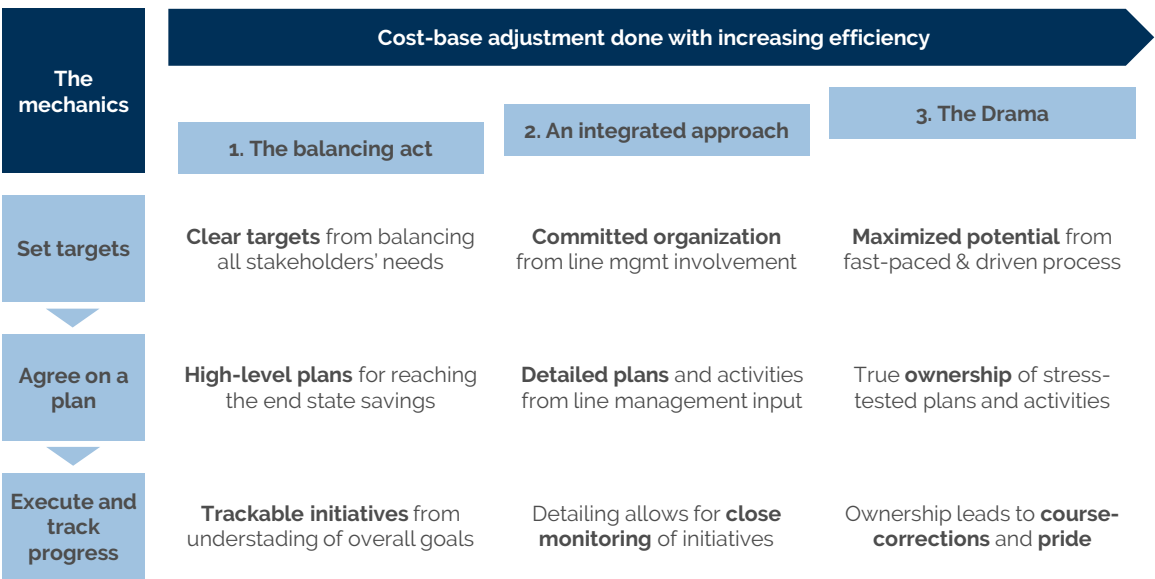 The
mechanics
Cost-base adjustment done with increasing efficiency
1. The balancing act
2. An integrated approach
3. The Drama
Set targets
Clear targets from balancing
all stakeholders' needs
Committed organization
from line mgmt involvement
Maximized potential from
fast-paced & driven process
Agree on a
plan
High-level plans for reaching
the end state savings
Detailed plans and activities
from line management input
True ownership of stress-
tested plans and activities
Execute and
track
progress
Trackable initiatives from
understading of overall goals
Detailing allows for close
monitoring of initiatives
Ownership leads to course-
corrections and pride